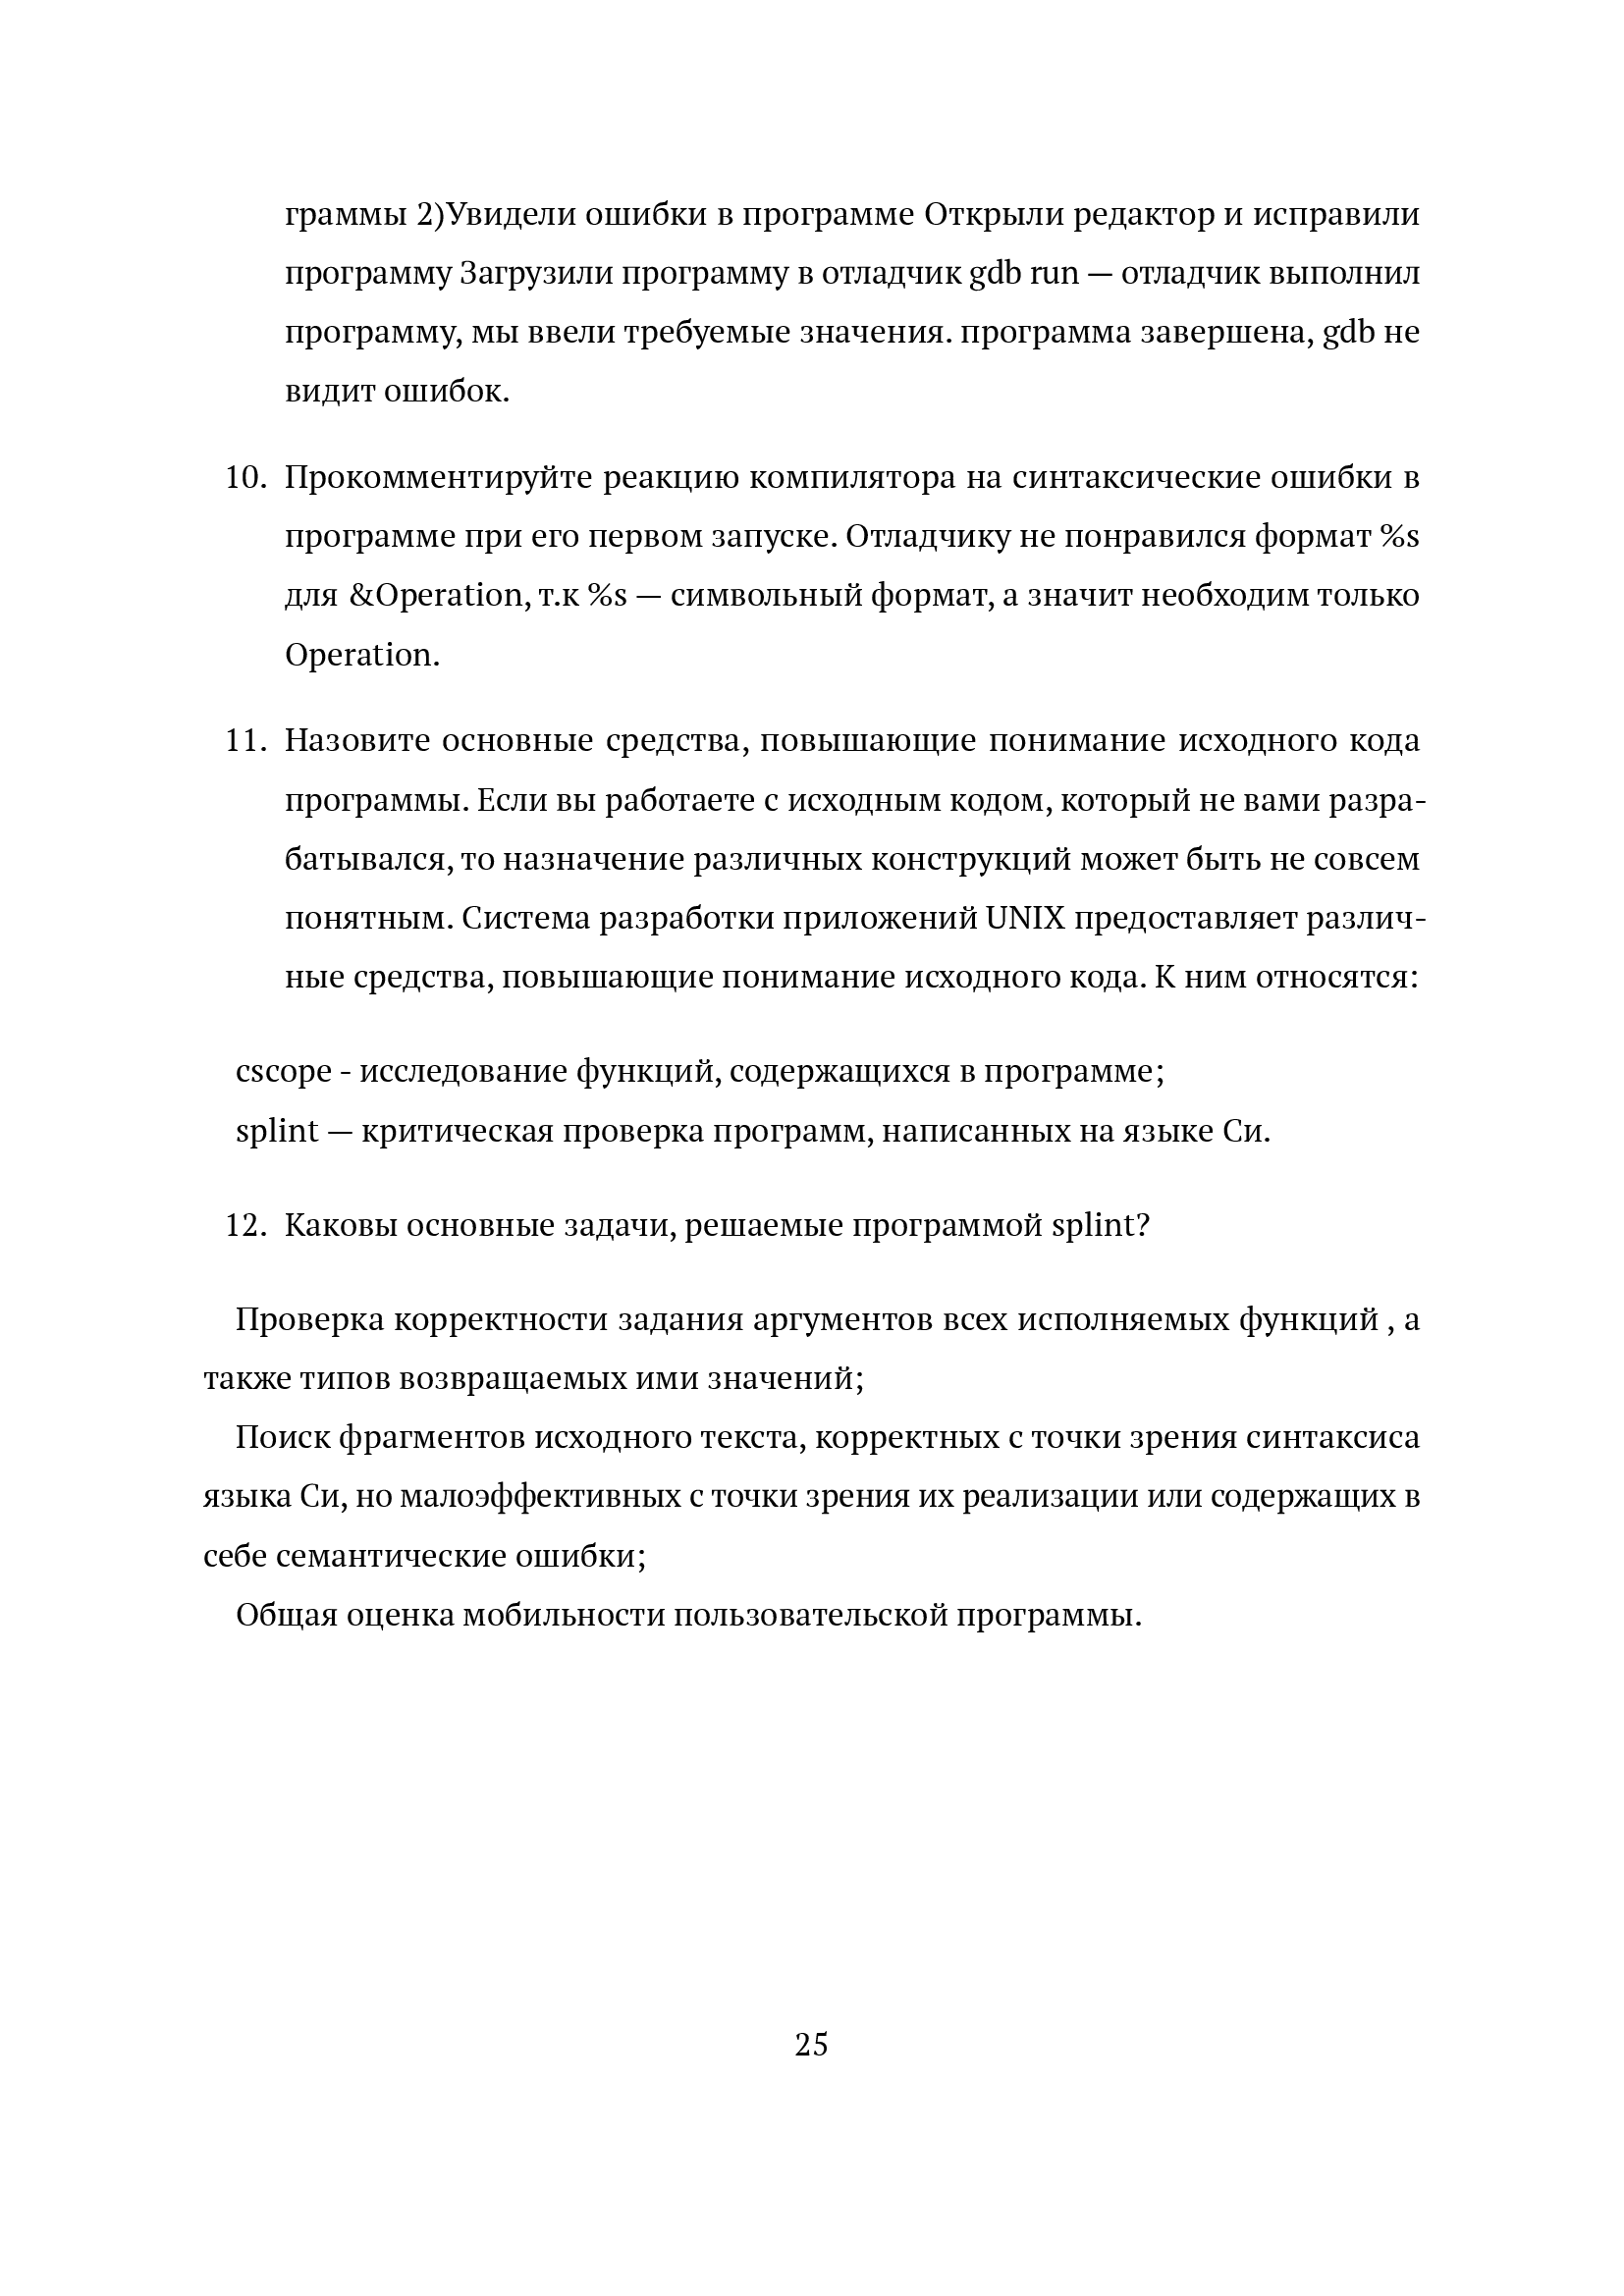 граммы 2)Увидели ошибки в программе Открыли редактор и исправили
программу Загрузили программу в отладчик gdb run — отладчик выполнил
программу, мы ввели требуемые значения. программа завершена, gdb не
видит ошибок.
10. Прокомментируйте реакцию компилятора на синтаксические ошибки в
программе при его первом запуске. Отладчику не понравился формат %s
для &Operation, т.к %s — символьный формат, а значит необходим только
Operation.
11. Назовите основные средства, повышающие понимание исходного кода
программы. Если вы работаете с исходным кодом, который не вами разра-
батывался, то назначение различных конструкций может быть не совсем
понятным. Система разработки приложений UNIX предоставляет различ-
ные средства, повышающие понимание исходного кода. К ним относятся:
cscope - исследование функций, содержащихся в программе;
splint — критическая проверка программ, написанных на языке Си.
12. Каковы основные задачи, решаемые программой splint?
Проверка корректности задания аргументов всех исполняемых функций , а
также типов возвращаемых ими значений;
Поиск фрагментов исходного текста, корректных с точки зрения синтаксиса
языка Си, но малоэффективных с точки зрения их реализации или содержащих в
себе семантические ошибки;
Общая оценка мобильности пользовательской программы.
25